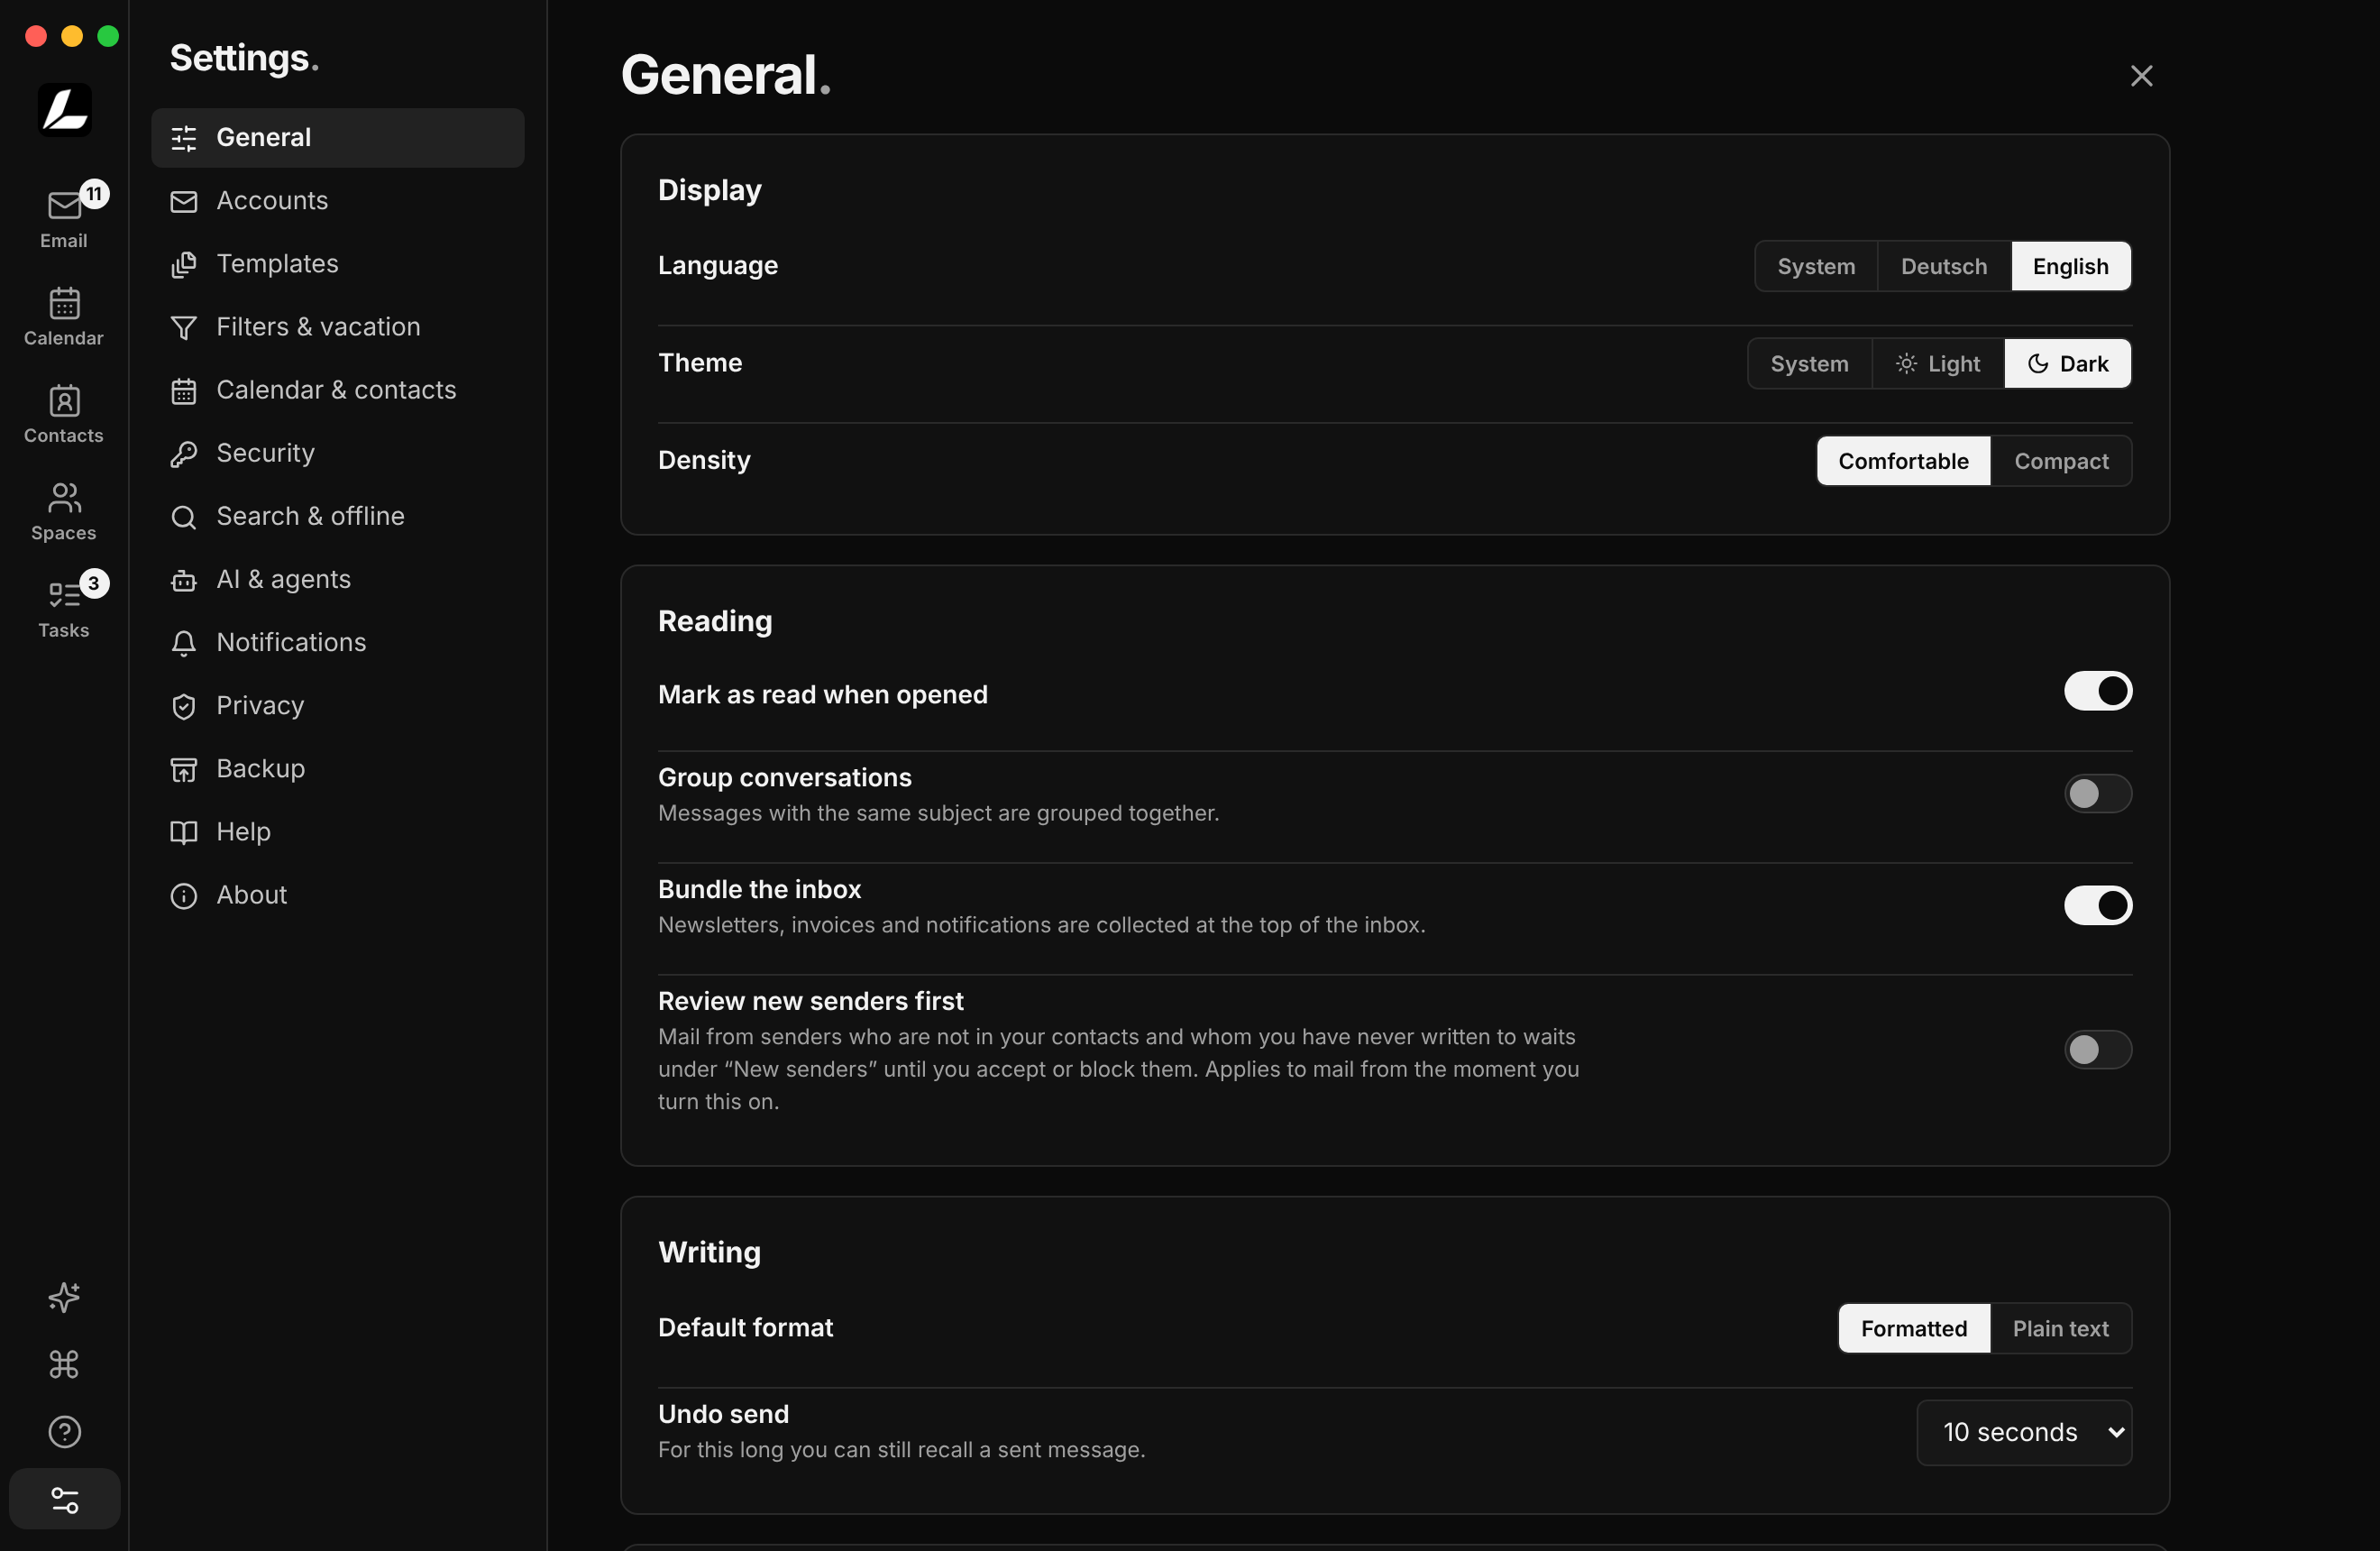 Settings.
General
Accounts
Templates
Filters & vacation
Calendar & contacts
Security
Search & offline
AI & agents
Notifications
Privacy
Backup
Help
About
11
Email
Calendar
Contacts
Spaces
3
Tasks
General.
Display
Language
System Deutsch English
Theme
System Light Dark
Density
Comfortable Compact
Reading
Mark as read when opened
Group conversations
Messages with the same subject are grouped together.
Bundle the inbox
Newsletters, invoices and notifications are collected at the top of the inbox.
Review new senders first
Mail from senders who are not in your contacts and whom you have never written to waits
under “New senders” until you accept or block them. Applies to mail from the moment you
turn this on.
Writing
Default format
Formatted Plain text
Undo send
For this long you can still recall a sent message.
10 seconds